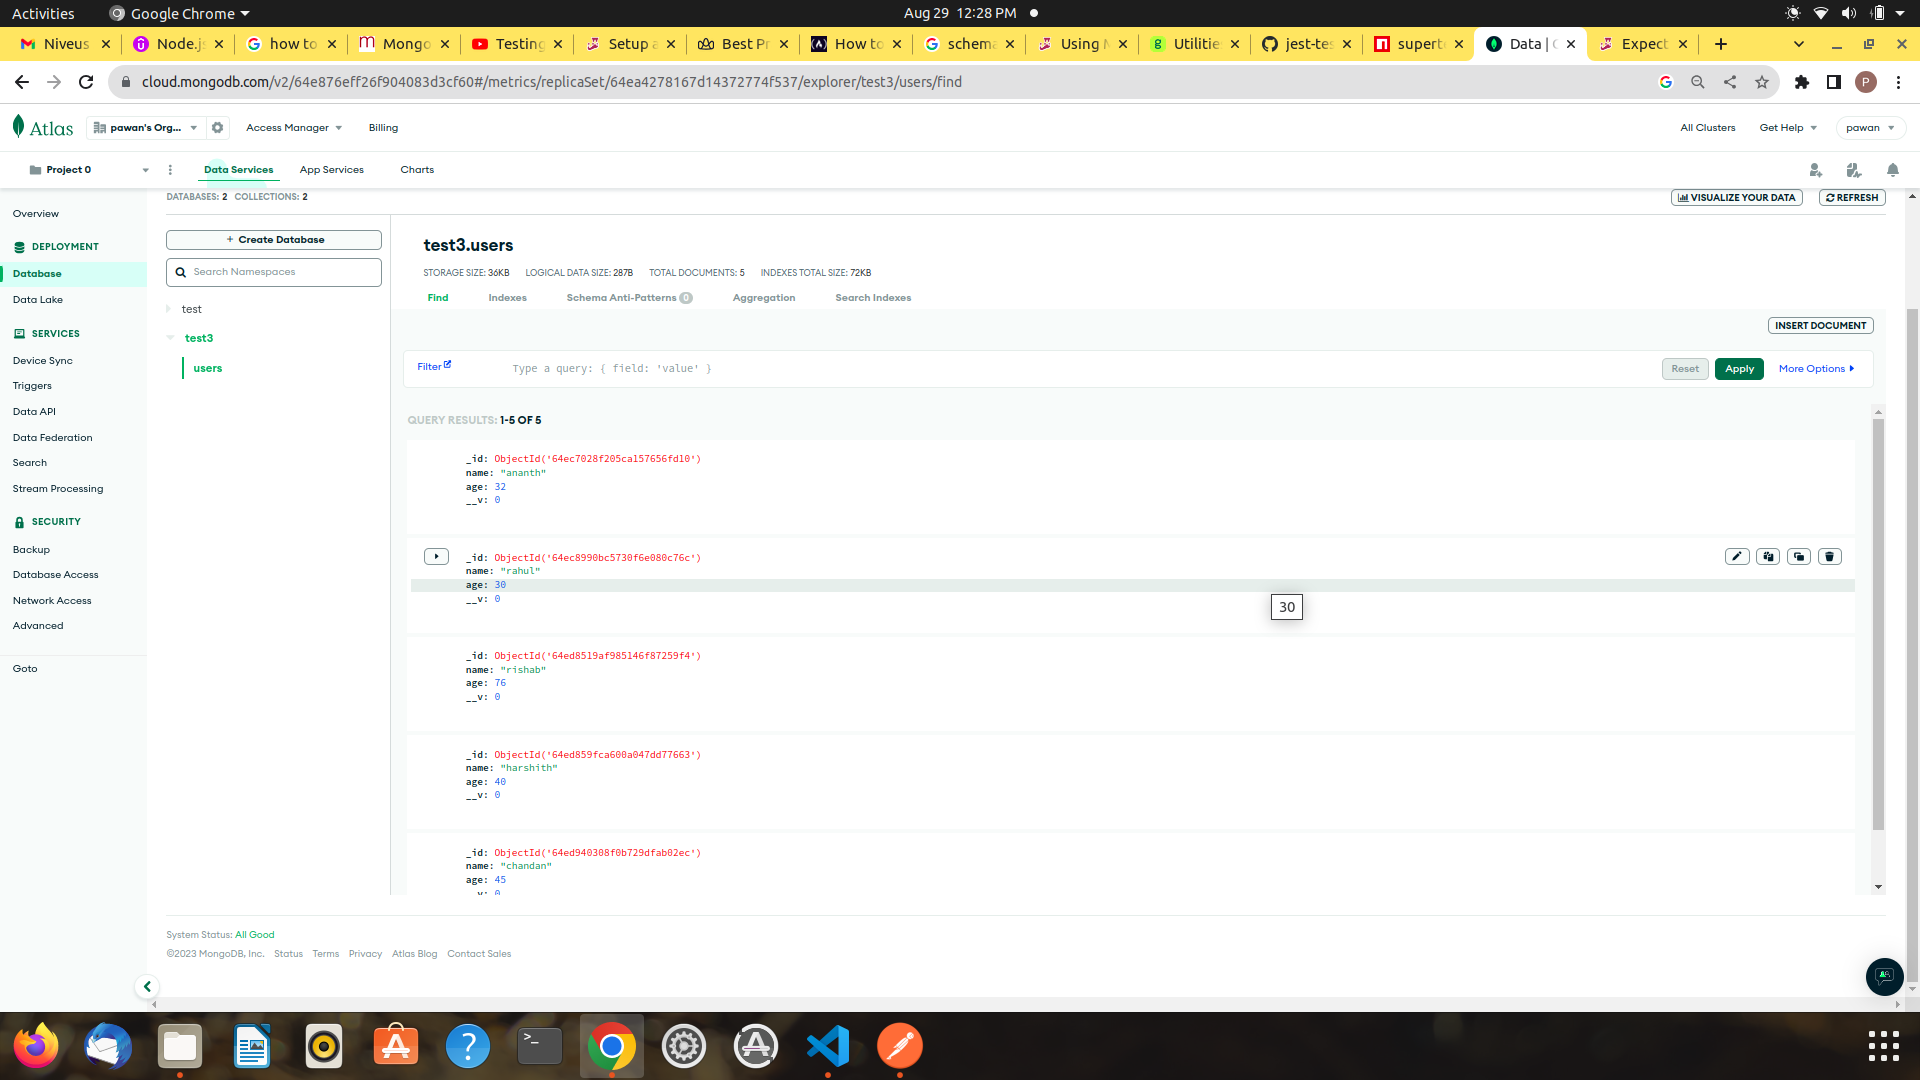 Activities Google Chrome Aug 29 12:28 PM
Niveus Node.js how to Mongo Testing Setup a Best Pr How to schema Using M Utilitie jest-tes superte Data | C Expect
cloud.mongodb.com/v2/64e876eff26f904083d3cf60#/metrics/replicaSet/64ea4278167d14372774f537/explorer/test3/users/find P
Atlas pawan's Org... Access Manager Billing All Clusters Get Help pawan
Project 0 Data Services App Services Charts
DATABASES: 2 COLLECTIONS: 2 VISUALIZE YOUR DATA REFRESH
Overview
DEPLOYMENT
Database
Data Lake
SERVICES
Device Sync
Triggers
Data API
Data Federation
Search
Stream Processing
SECURITY
Backup
Database Access
Network Access
Advanced
Goto
+ Create Database
Search Namespaces
test
test3
users
test3.users
STORAGE SIZE: 36KB LOGICAL DATA SIZE: 287B TOTAL DOCUMENTS: 5 INDEXES TOTAL SIZE: 72KB
Find Indexes Schema Anti-Patterns 0 Aggregation Search Indexes
INSERT DOCUMENT
Filter Type a query: { field: 'value' } Reset Apply More Options
QUERY RESULTS: 1-5 OF 5
_id: ObjectId('64ec7028f205ca157656fd10')
name: "ananth"
age: 32
__v: 0
_id: ObjectId('64ec8990bc5730f6e080c76c')
name: "rahul"
age: 30
__v: 0
30
_id: ObjectId('64ed8519af985146f87259f4')
name: "rishab"
age: 76
__v: 0
_id: ObjectId('64ed859fca600a047dd77663')
name: "harshith"
age: 40
__v: 0
_id: ObjectId('64ed940308f0b729dfab02ec')
name: "chandan"
age: 45
__v: 0
System Status: All Good
©2023 MongoDB, Inc. Status Terms Privacy Atlas Blog Contact Sales